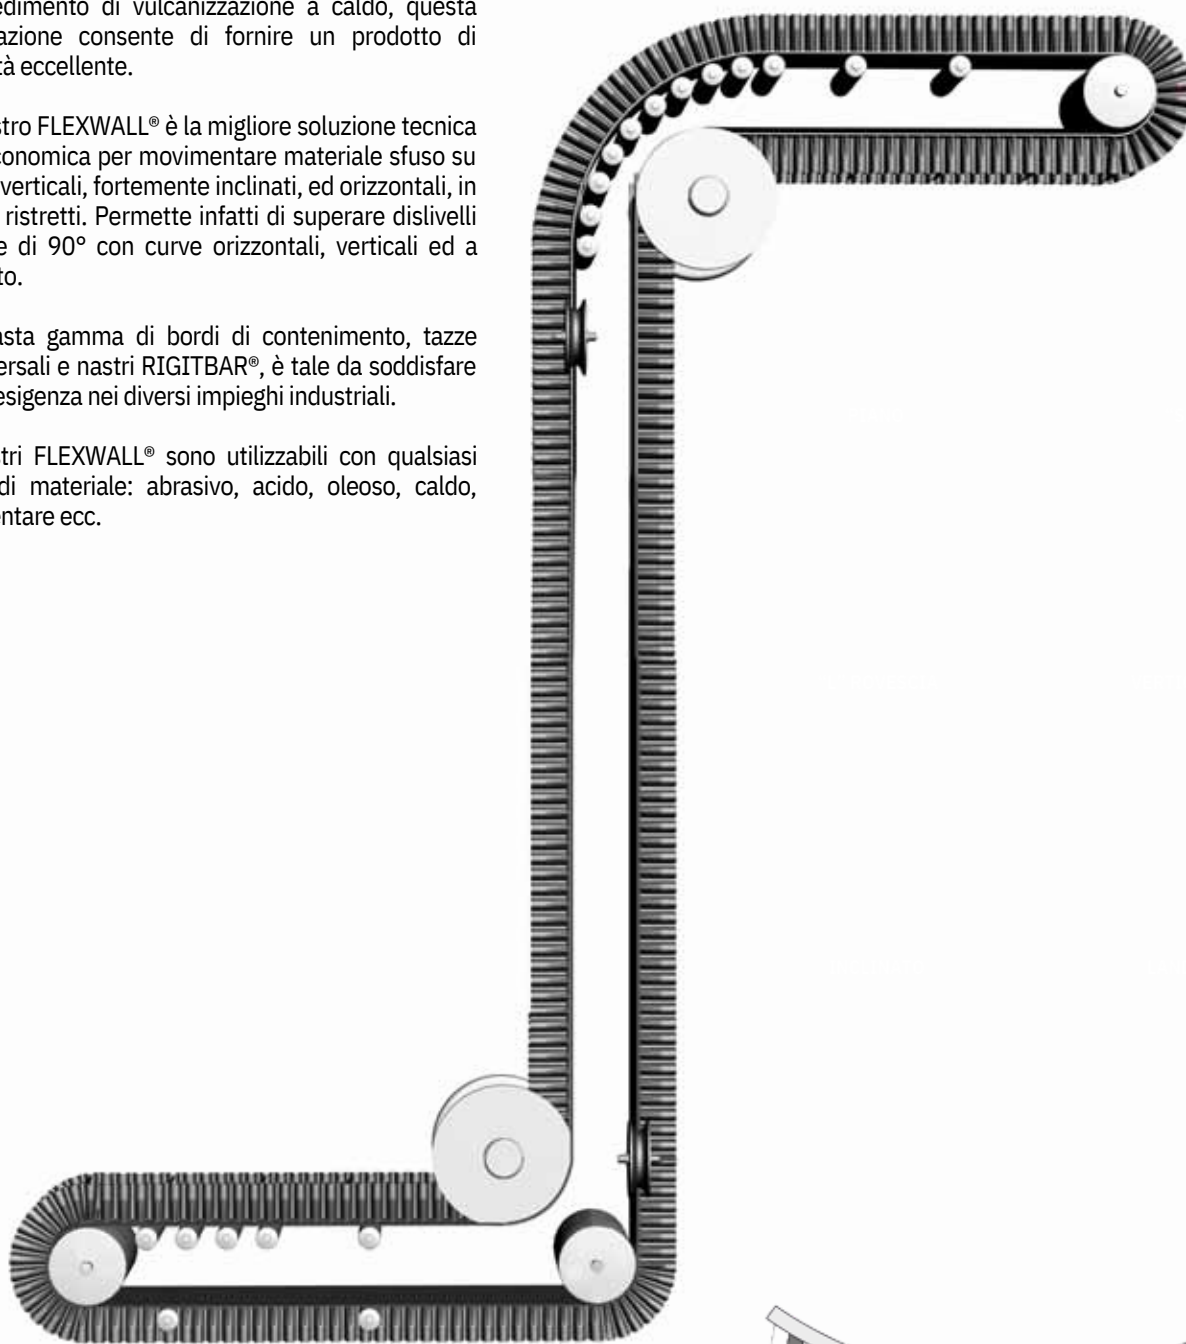 edimento di vulcanizzazione a caldo, questa
azione consente di fornire un prodotto di
tà eccellente.
stro FLEXWALL® è la migliore soluzione tecnica
conomica per movimentare materiale sfuso su
verticali, fortemente inclinati, ed orizzontali, in
ristretti. Permette infatti di superare dislivelli
e di 90° con curve orizzontali, verticali ed a
to.
asta gamma di bordi di contenimento, tazze
ersali e nastri RIGITBAR®, è tale da soddisfare
esigenza nei diversi impieghi industriali.
stri FLEXWALL® sono utilizzabili con qualsiasi
di materiale: abrasivo, acido, oleoso, caldo,
entare ecc.